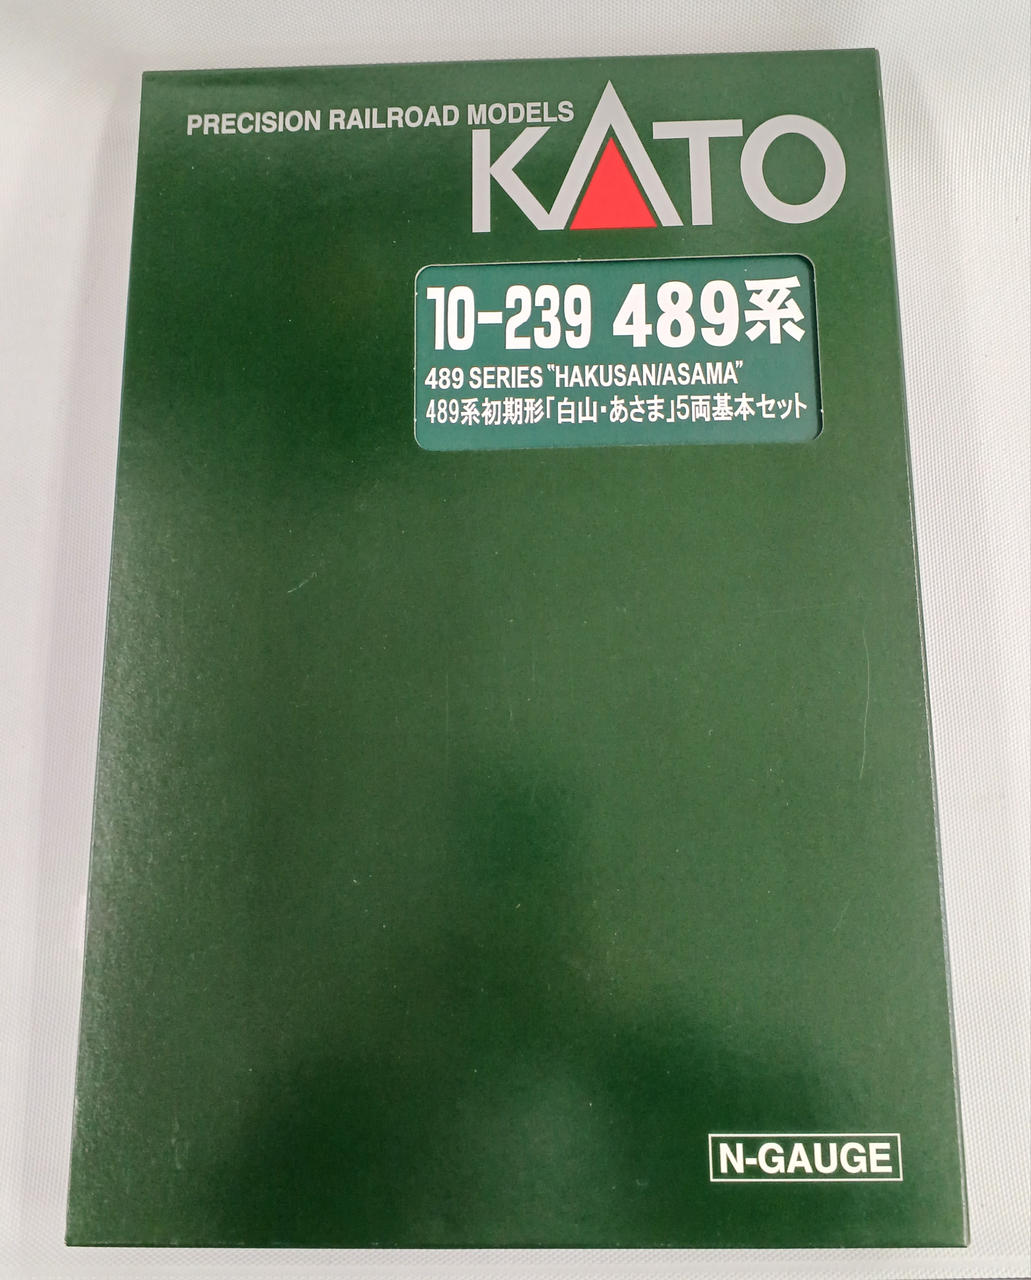 PRECISION RAILROAD MODELS
KATO
10-239 489系
489 SERIES "HAKUSAN/ASAMA"
489系初期形「白山・あさま」5両基本セット
N-GAUGE